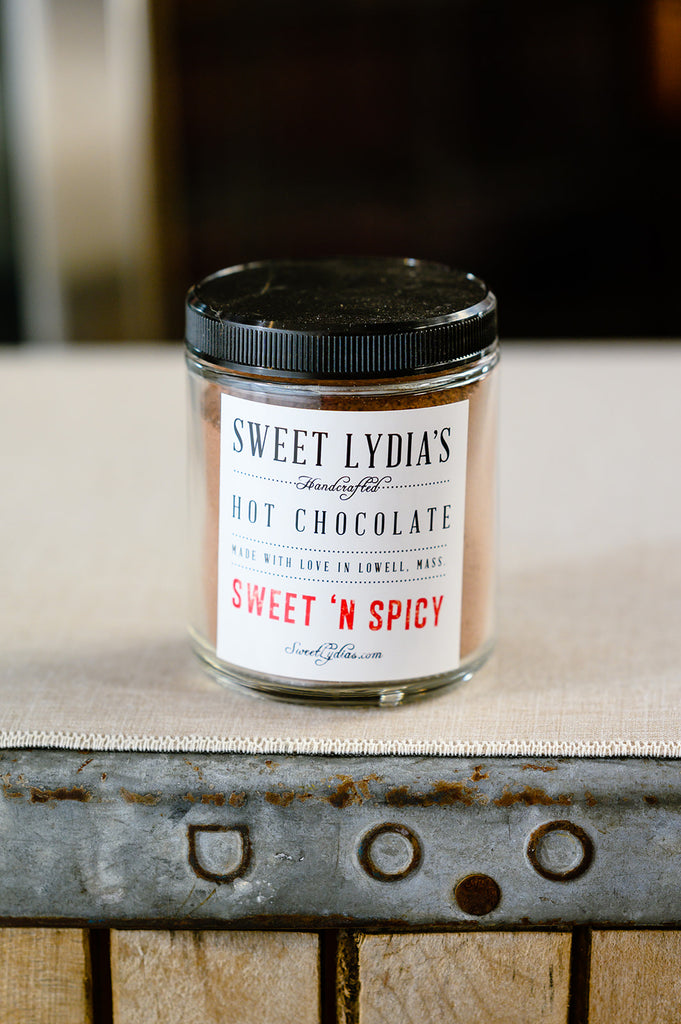 SWEET LYDIA'S
Handcrafted
HOT CHOCOLATE
MADE WITH LOVE IN LOWELL, MASS.
SWEET 'N SPICY
SweetLydias.com
D O O